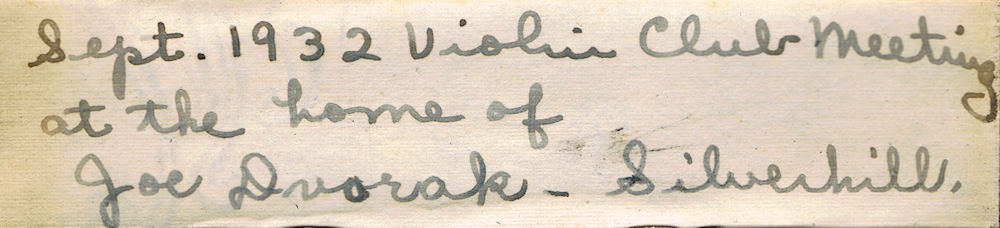 Sept. 1932 Violin Club Meeting
at the home of
Joe Dvorak - Silverhill.